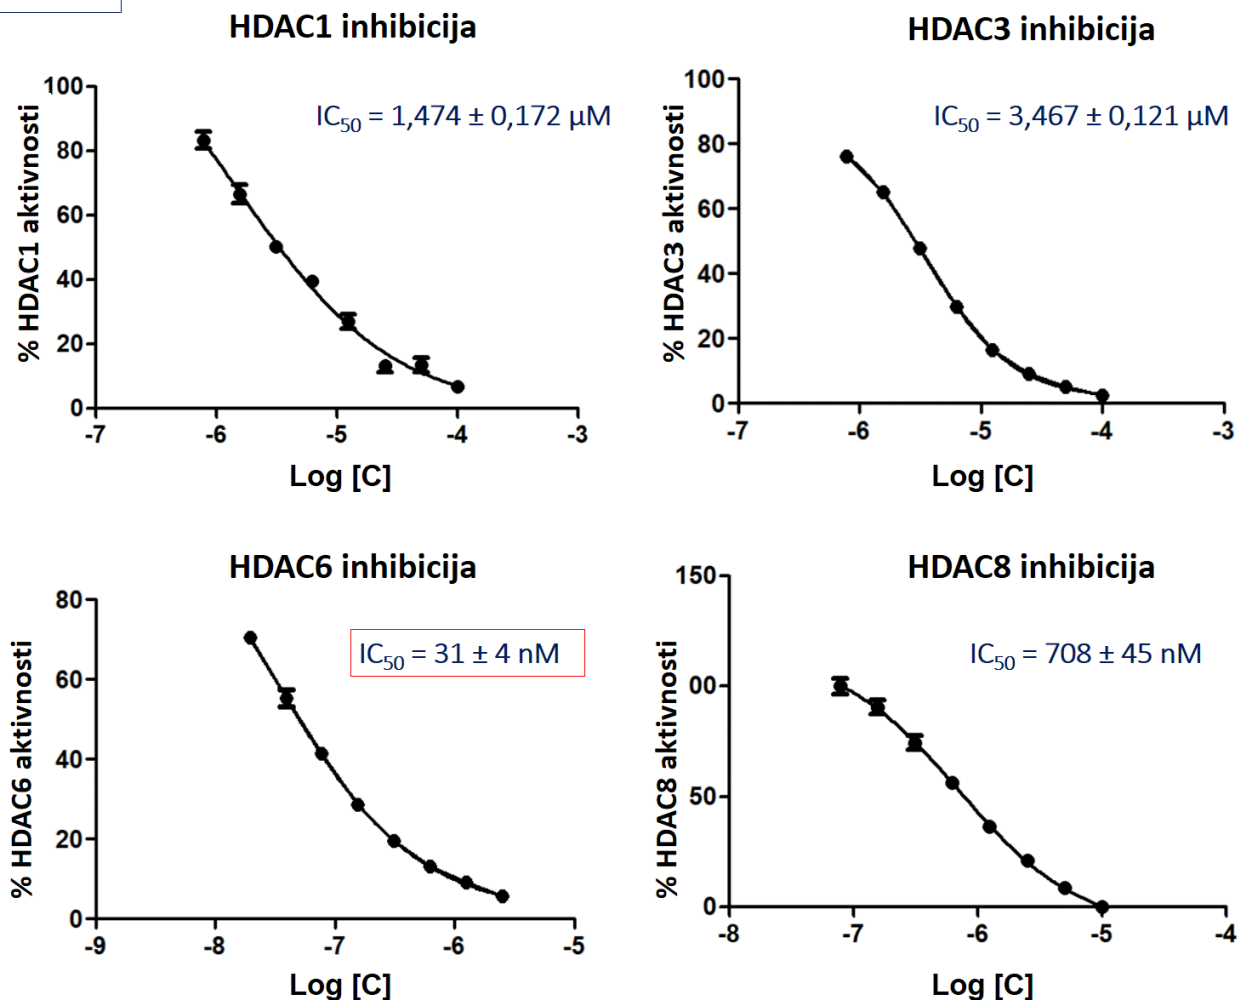 HDAC1 inhibicija
IC50 = 1,474 ± 0,172 µM
% HDAC1 aktivnosti
100
80
60
40
20
0
-7 -6 -5 -4 -3
Log [C]
HDAC3 inhibicija
IC50 = 3,467 ± 0,121 µM
% HDAC3 aktivnosti
100
80
60
40
20
0
-7 -6 -5 -4 -3
Log [C]
HDAC6 inhibicija
IC50 = 31 ± 4 nM
% HDAC6 aktivnosti
80
60
40
20
0
-9 -8 -7 -6 -5
Log [C]
HDAC8 inhibicija
IC50 = 708 ± 45 nM
% HDAC8 aktivnosti
150
00
50
0
-8 -7 -6 -5 -4
Log [C]